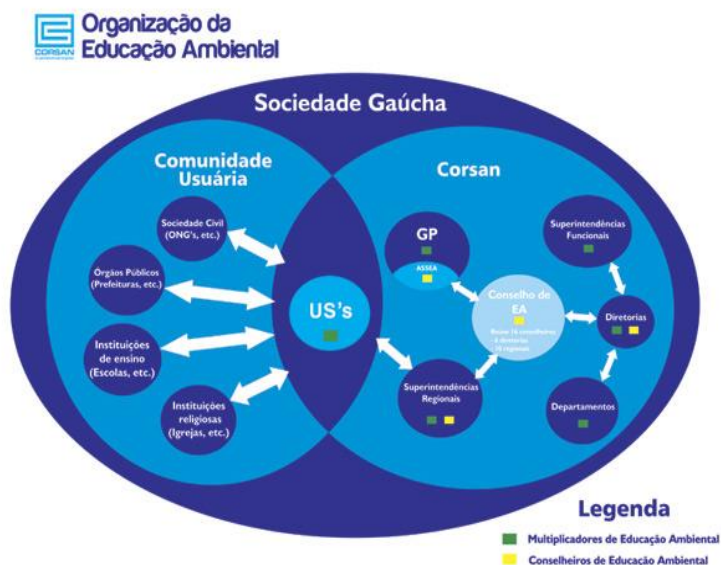 Organização da
Educação Ambiental
CORSAN
Sociedade Gaúcha
Comunidade
Usuária
Corsan
Sociedade Civil
(ONG's, etc.)
Órgãos Públicos
(Prefeituras, etc.)
Instituições
de ensino
(Escolas, etc.)
Instituições
religiosas
(Igrejas, etc.)
US's
GP
ASSEA
Conselho de
EA
Superintendências
Funcionais
Diretorias
Superintendências
Regionais
Departamentos
Legenda
Multiplicadores de Educação Ambiental
Conselheiros de Educação Ambiental